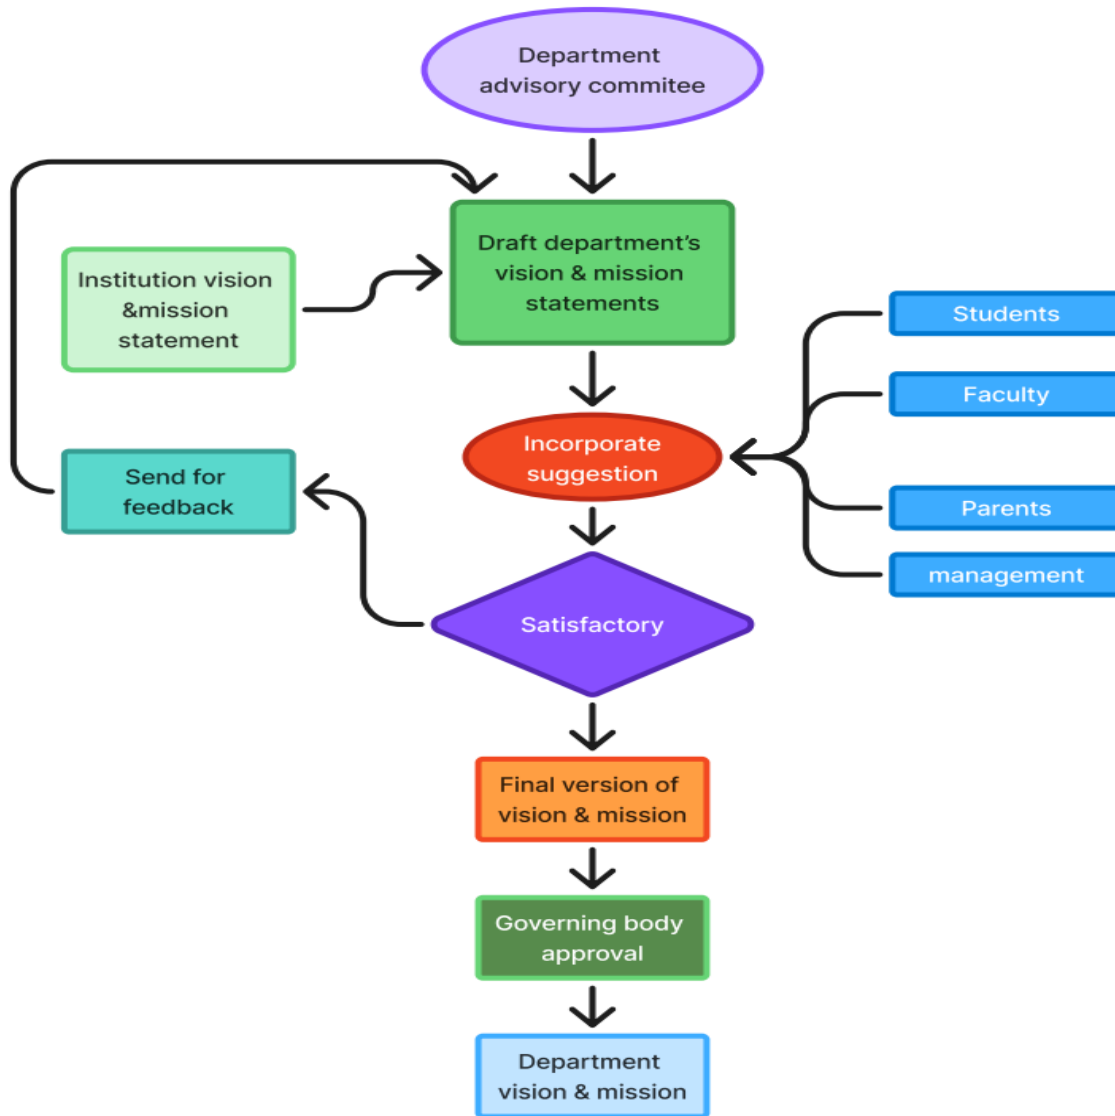 Department
advisory commitee
Draft department’s
vision & mission
statements
Institution vision
&mission
statement
Students
Faculty
Incorporate
suggestion
Send for
feedback
Parents
management
Satisfactory
Final version of
vision & mission
Governing body
approval
Department
vision & mission